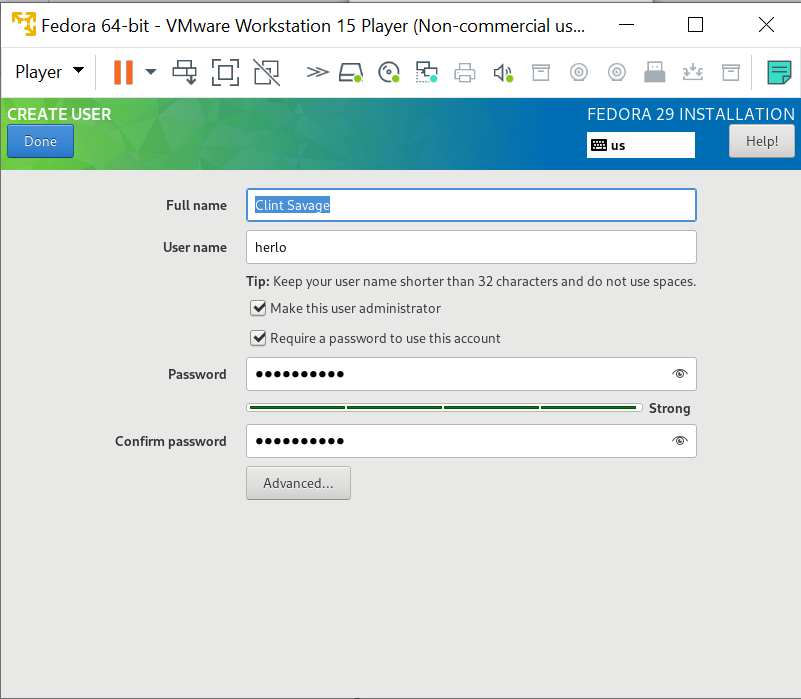 Fedora 64-bit - VMware Workstation 15 Player (Non-commercial us...
Player
CREATE USER
FEDORA 29 INSTALLATION
Done
us
Help!
Full name
Clint Savage
User name
herlo
Tip: Keep your user name shorter than 32 characters and do not use spaces.
Make this user administrator
Require a password to use this account
Password
●●●●●●●●●●
Strong
Confirm password
●●●●●●●●●●
Advanced...